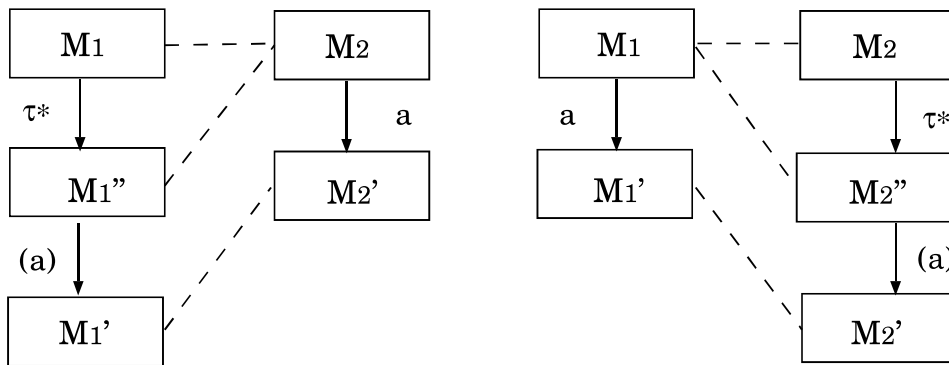 M1 M2 M1 M2
τ* a a τ*
M1" M2' M1' M2"
(a) (a)
M1' M2'